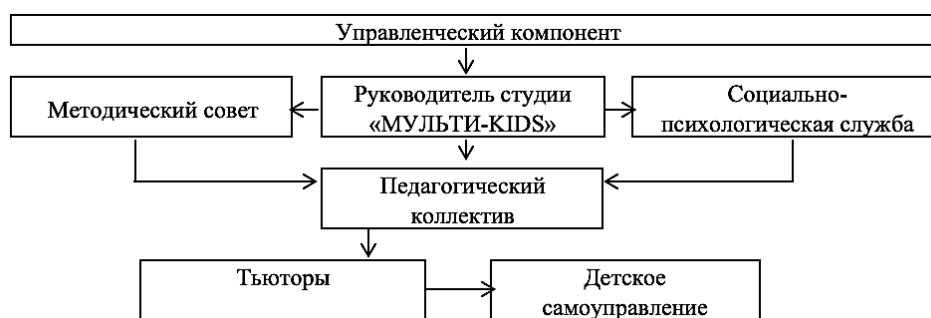 Управленческий компонент
Методический совет
Руководитель студии
«МУЛЬТИ-KIDS»
Социально-
психологическая служба
Педагогический
коллектив
Тьюторы
Детское
самоуправление